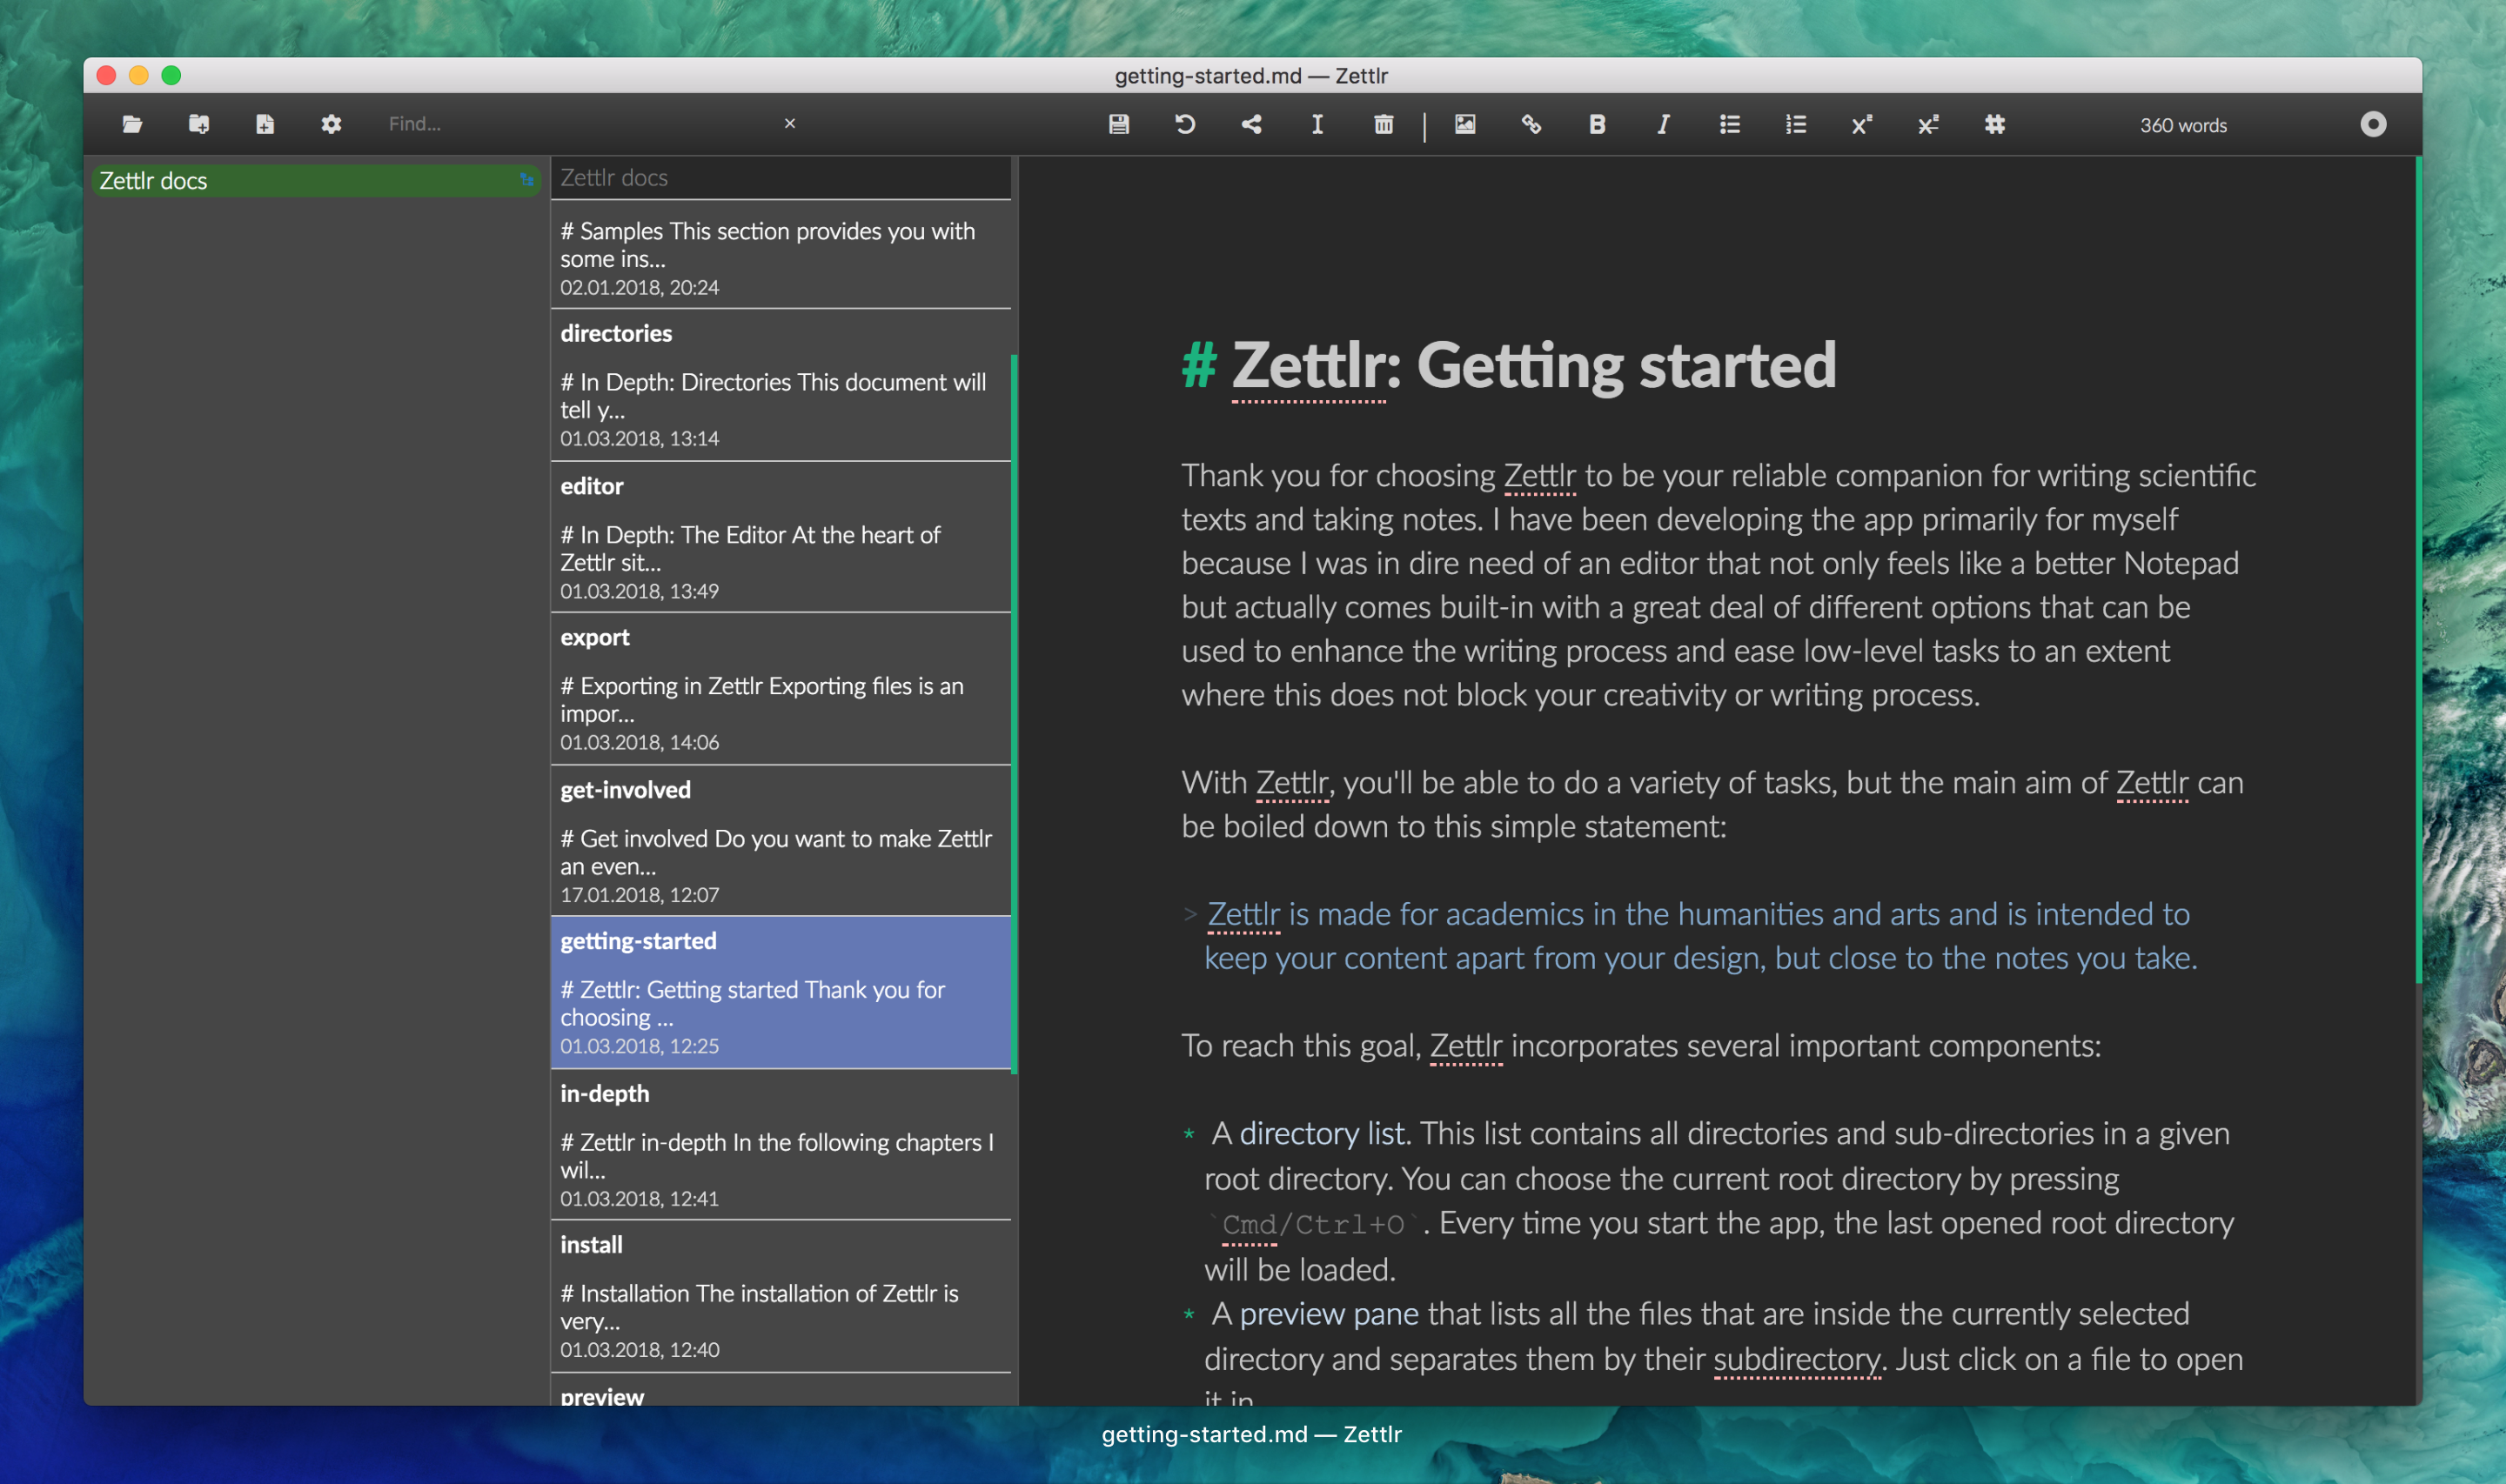 getting-started.md — Zettlr
Find...
360 words
Zettlr docs
Zettlr docs
# Samples This section provides you with
some ins...
02.01.2018, 20:24
directories
# In Depth: Directories This document will
tell y...
01.03.2018, 13:14
editor
# In Depth: The Editor At the heart of
Zettlr sit...
01.03.2018, 13:49
export
# Exporting in Zettlr Exporting files is an
impor...
01.03.2018, 14:06
get-involved
# Get involved Do you want to make Zettlr
an even...
17.01.2018, 12:07
getting-started
# Zettlr: Getting started Thank you for
choosing ...
01.03.2018, 12:25
in-depth
# Zettlr in-depth In the following chapters I
wil...
01.03.2018, 12:41
install
# Installation The installation of Zettlr is
very...
01.03.2018, 12:40
preview
# Zettlr: Getting started
Thank you for choosing Zettlr to be your reliable companion for writing scientific
texts and taking notes. I have been developing the app primarily for myself
because I was in dire need of an editor that not only feels like a better Notepad
but actually comes built-in with a great deal of different options that can be
used to enhance the writing process and ease low-level tasks to an extent
where this does not block your creativity or writing process.
With Zettlr, you'll be able to do a variety of tasks, but the main aim of Zettlr can
be boiled down to this simple statement:
> Zettlr is made for academics in the humanities and arts and is intended to
keep your content apart from your design, but close to the notes you take.
To reach this goal, Zettlr incorporates several important components:
* A directory list. This list contains all directories and sub-directories in a given
root directory. You can choose the current root directory by pressing
`Cmd/Ctrl+O`. Every time you start the app, the last opened root directory
will be loaded.
* A preview pane that lists all the files that are inside the currently selected
directory and separates them by their subdirectory. Just click on a file to open
it in
getting-started.md — Zettlr